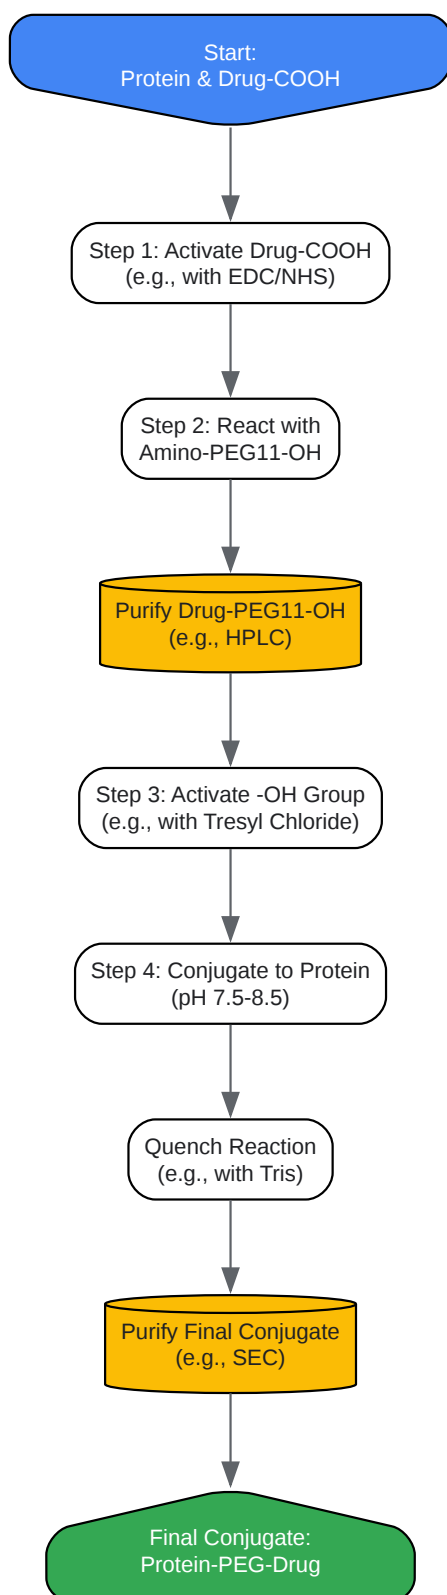 Start:
Protein & Drug-COOH
Step 1: Activate Drug-COOH
(e.g., with EDC/NHS)
Step 2: React with
Amino-PEG11-OH
Purify Drug-PEG11-OH
(e.g., HPLC)
Step 3: Activate -OH Group
(e.g., with Tresyl Chloride)
Step 4: Conjugate to Protein
(pH 7.5-8.5)
Quench Reaction
(e.g., with Tris)
Purify Final Conjugate
(e.g., SEC)
Final Conjugate:
Protein-PEG-Drug